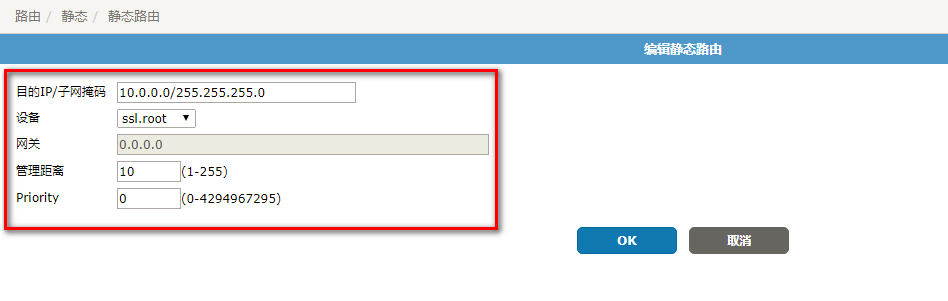 路由 / 静态 / 静态路由
编辑静态路由
目的IP/子网掩码 10.0.0.0/255.255.255.0
设备 ssl.root
网关 0.0.0.0
管理距离 10 (1-255)
Priority 0 (0-4294967295)
OK 取消